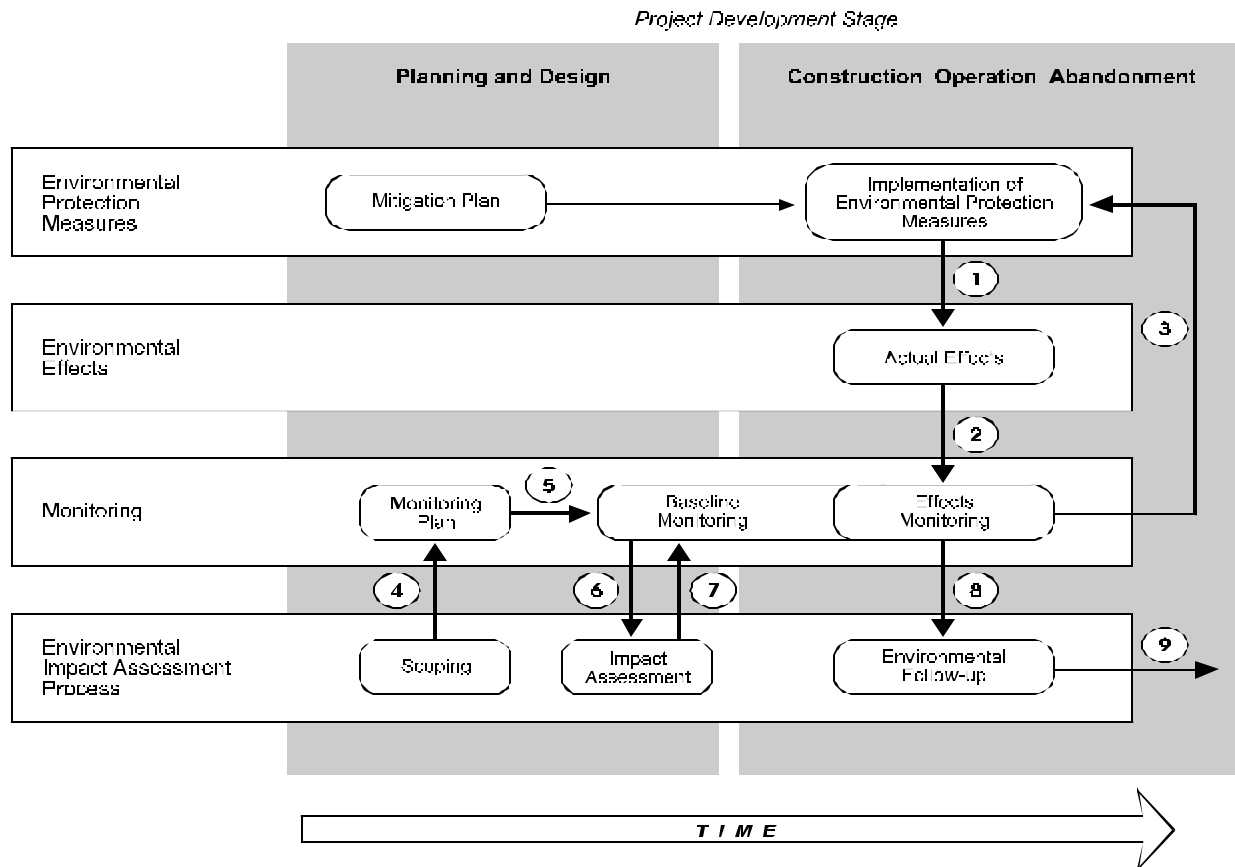 Project Development Stage
Planning and Design
Construction Operation Abandonment
Environmental
Protection
Measures
Mitigation Plan
Implementation of
Environmental Protection
Measures
1
3
Environmental
Effects
Actual Effects
2
Monitoring
Monitoring
Plan
5
Baseline
Monitoring
Effects
Monitoring
4
6
7
8
Environmental
Impact Assessment
Process
Scoping
Impact
Assessment
Environmental
Follow-up
9
TIME